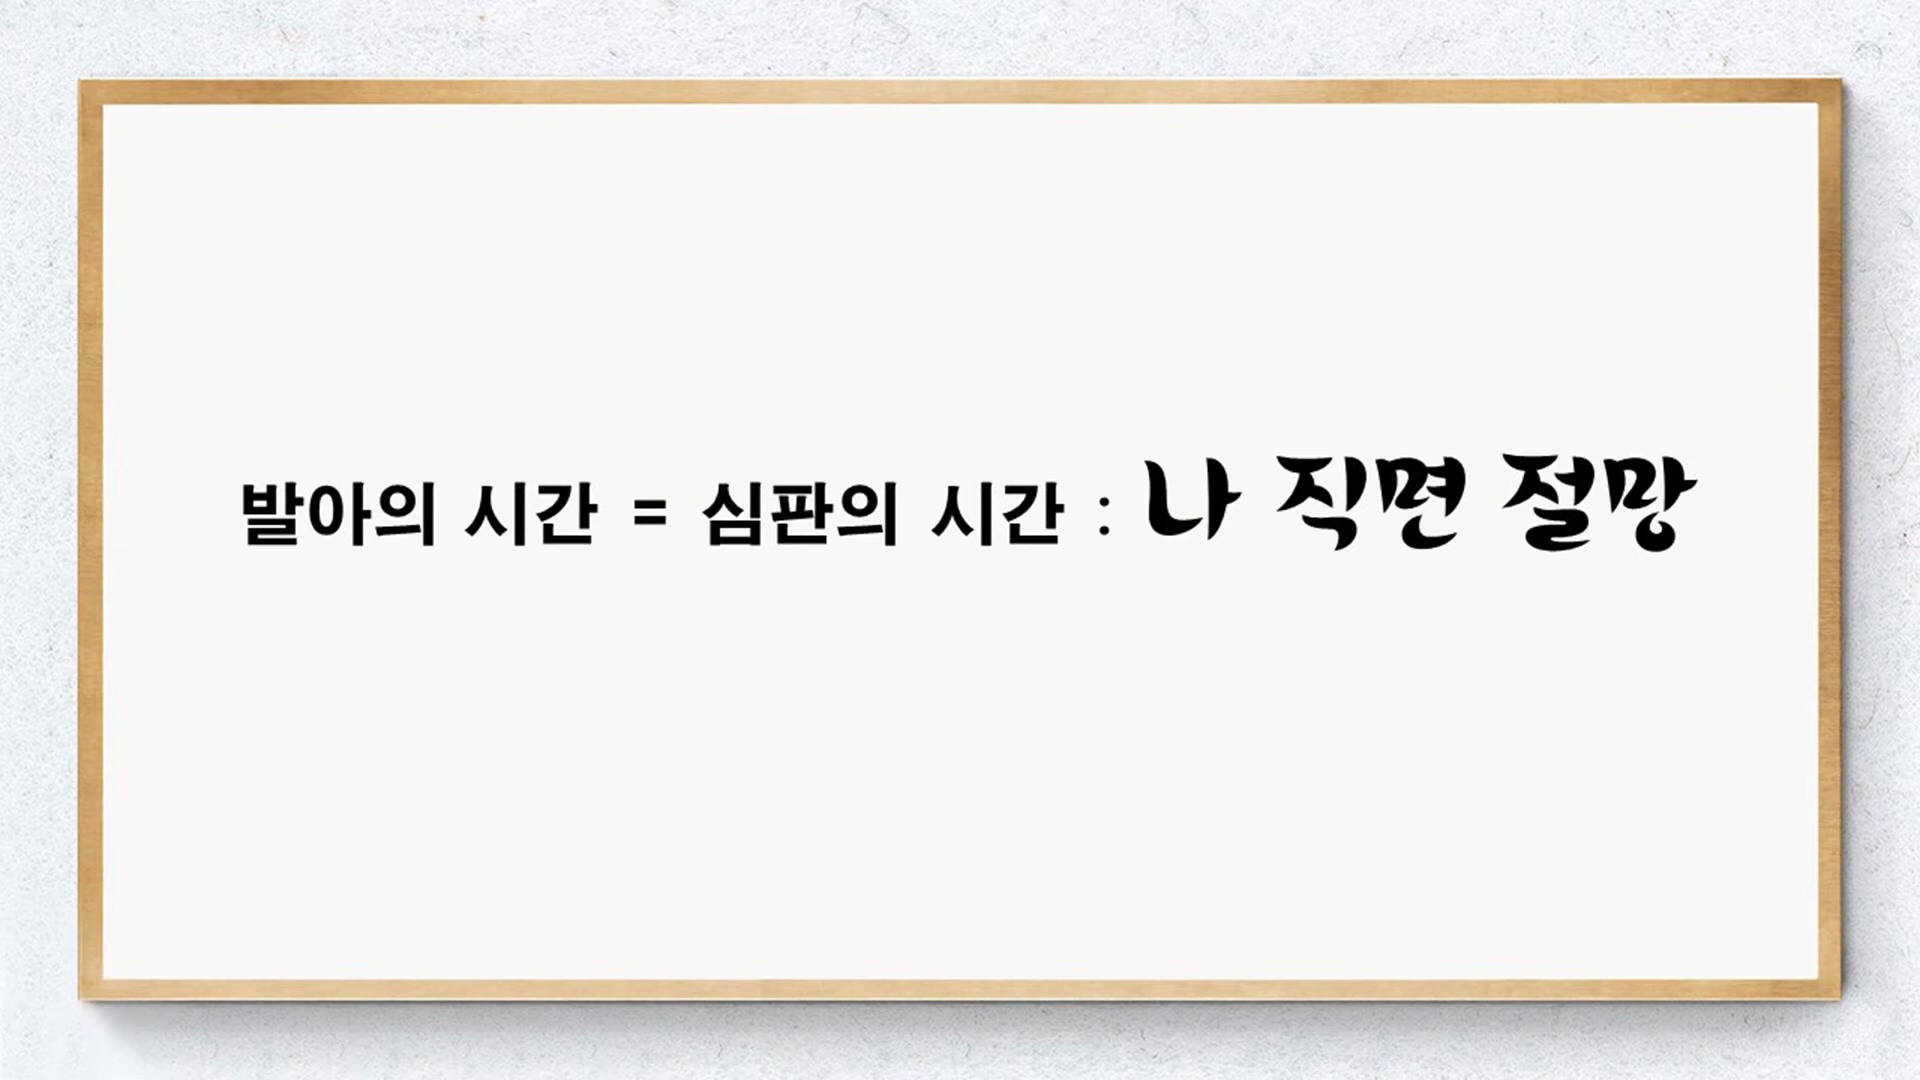 발아의 시간 = 심판의 시간 : 나 직면 절망